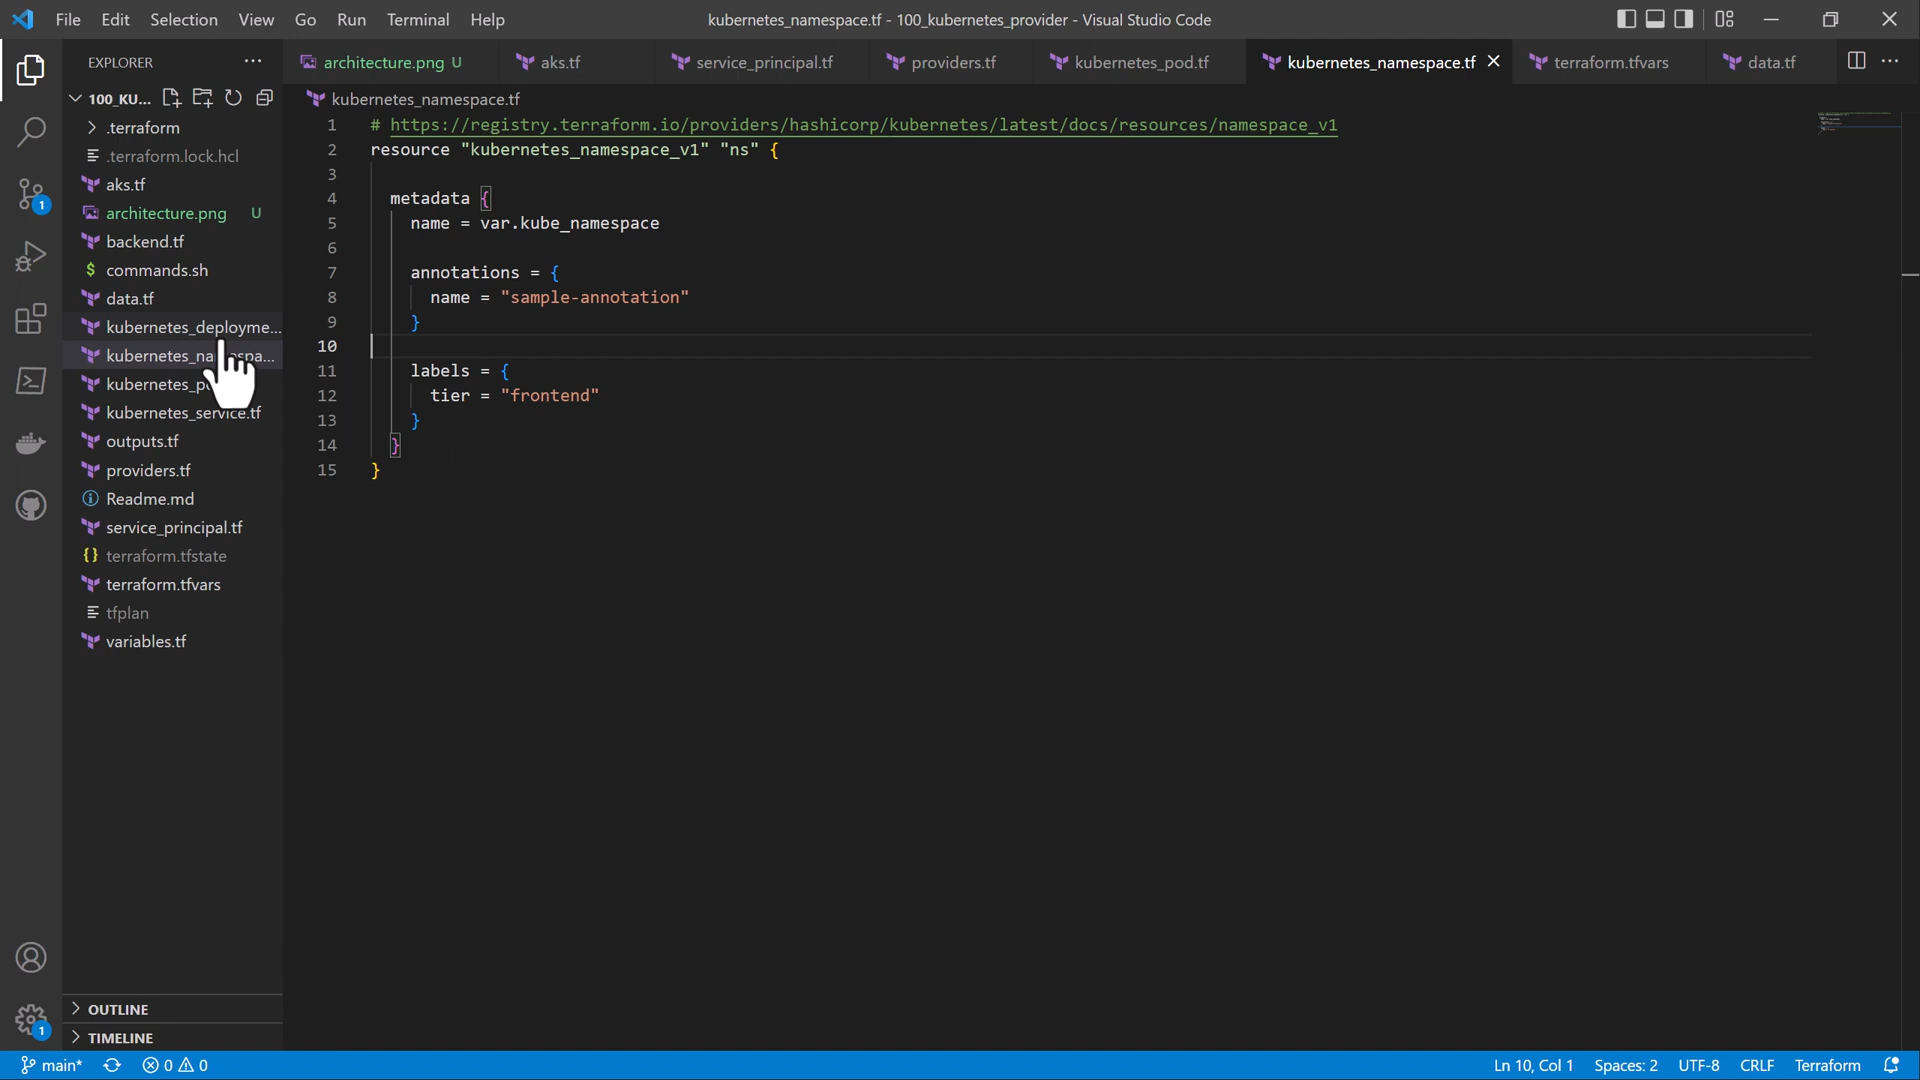 File Edit Selection View Go Run Terminal Help
kubernetes_namespace.tf - 100_kubernetes_provider - Visual Studio Code
EXPLORER
100_KU...
.terraform
.terraform.lock.hcl
aks.tf
architecture.png U
backend.tf
$ commands.sh
data.tf
kubernetes_deployme...
kubernetes_na
kubernetes_p
kubernetes_service.tf
outputs.tf
providers.tf
Readme.md
service_principal.tf
{} terraform.tfstate
terraform.tfvars
tfplan
variables.tf
OUTLINE
TIMELINE
architecture.png U aks.tf service_principal.tf providers.tf kubernetes_pod.tf kubernetes_namespace.tf terraform.tfvars data.tf
kubernetes_namespace.tf
1 # https://registry.terraform.io/providers/hashicorp/kubernetes/latest/docs/resources/namespace_v1
2 resource "kubernetes_namespace_v1" "ns" {
3
4 metadata {
5 name = var.kube_namespace
6
7 annotations = {
8 name = "sample-annotation"
9 }
10
11 labels = {
12 tier = "frontend"
13 }
14 }
15 }
1
1
main* 0 0 Ln 10, Col 1 Spaces: 2 UTF-8 CRLF Terraform